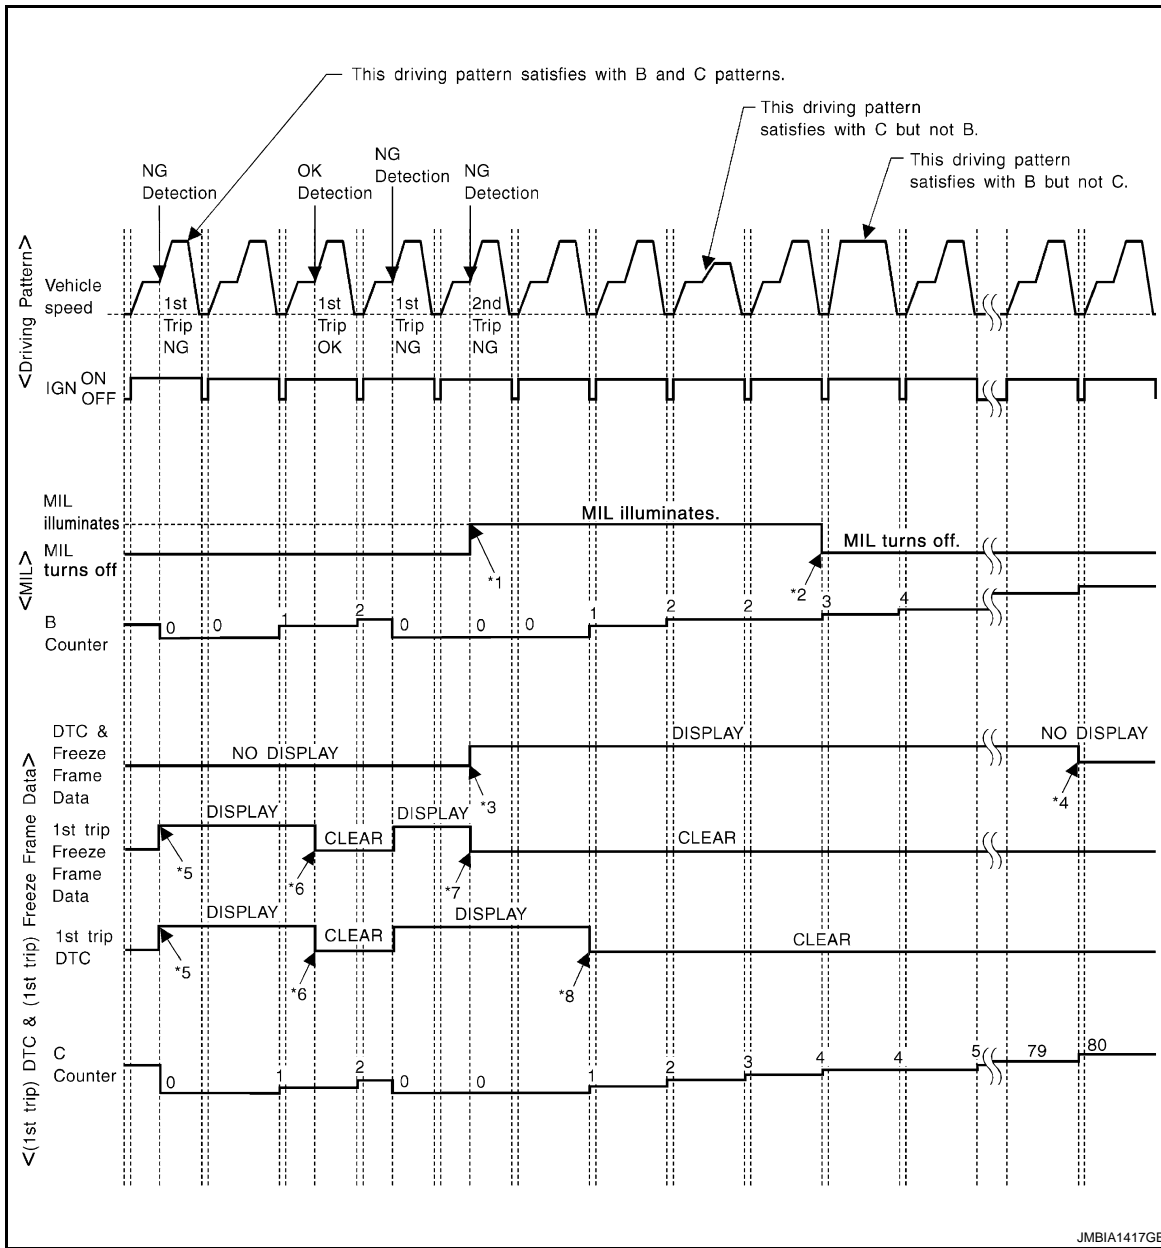 This driving pattern satisfies with B and C patterns.
This driving pattern
satisfies with C but not B.
This driving pattern
satisfies with B but not C.
NG
Detection
OK
Detection
NG
Detection
NG
Detection
<Driving Pattern>
Vehicle
speed
1st
Trip
NG
1st
Trip
OK
1st
Trip
NG
2nd
Trip
NG
IGN ON
OFF
<MIL>
MIL
illuminates
MIL
turns off
MIL illuminates.
MIL turns off.
*1
*2
B
Counter
0 0 1 2 0 0 0 1 2 2 3 4
<(1st trip) DTC & (1st trip) Freeze Frame Data>
DTC &
Freeze
Frame
Data
NO DISPLAY
DISPLAY
NO DISPLAY
*3
*4
1st trip
Freeze
Frame
Data
DISPLAY
CLEAR
DISPLAY
CLEAR
*5
*6
*7
1st trip
DTC
DISPLAY
CLEAR
DISPLAY
CLEAR
*5
*6
*8
C
Counter
0 1 2 0 0 1 2 3 4 4 5 79 80
JMBIA1417GB